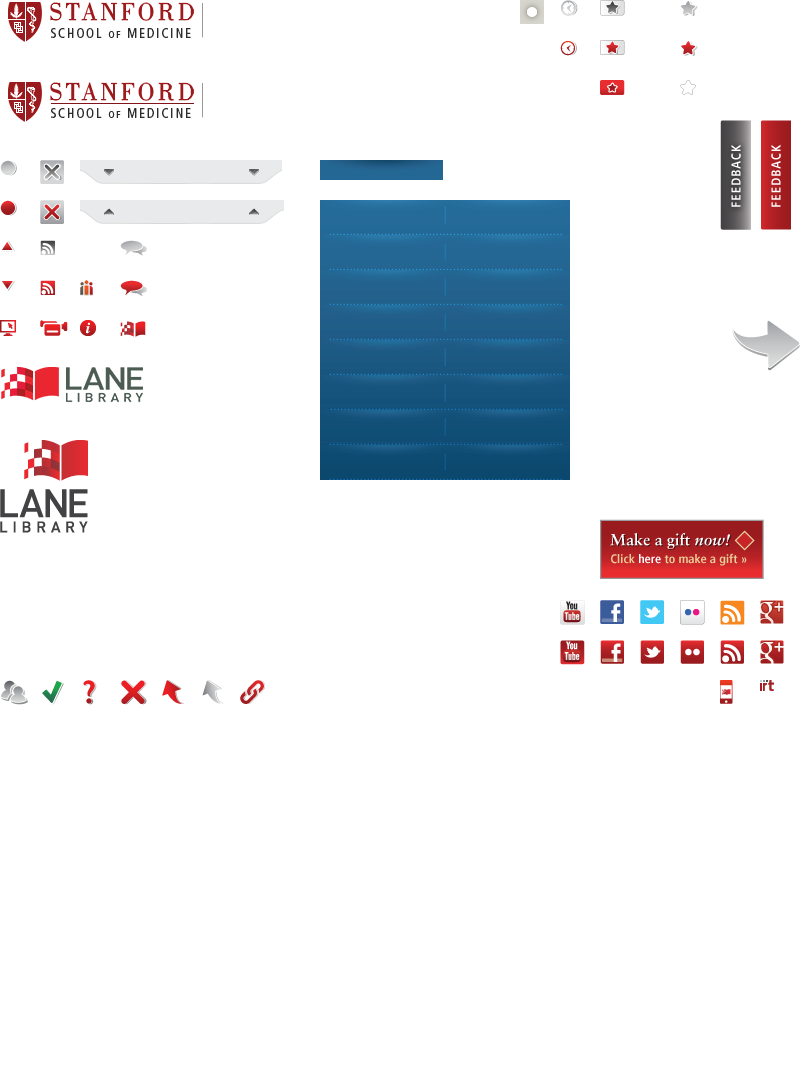 STANFORD
SCHOOL OF MEDICINE
STANFORD
SCHOOL OF MEDICINE
FEEDBACK
FEEDBACK
i
LANE
LIBRARY
LANE
LIBRARY
Make a gift now!
Click here to make a gift »
You
Tube
f
g+
You
Tube
f
g+
?
irt